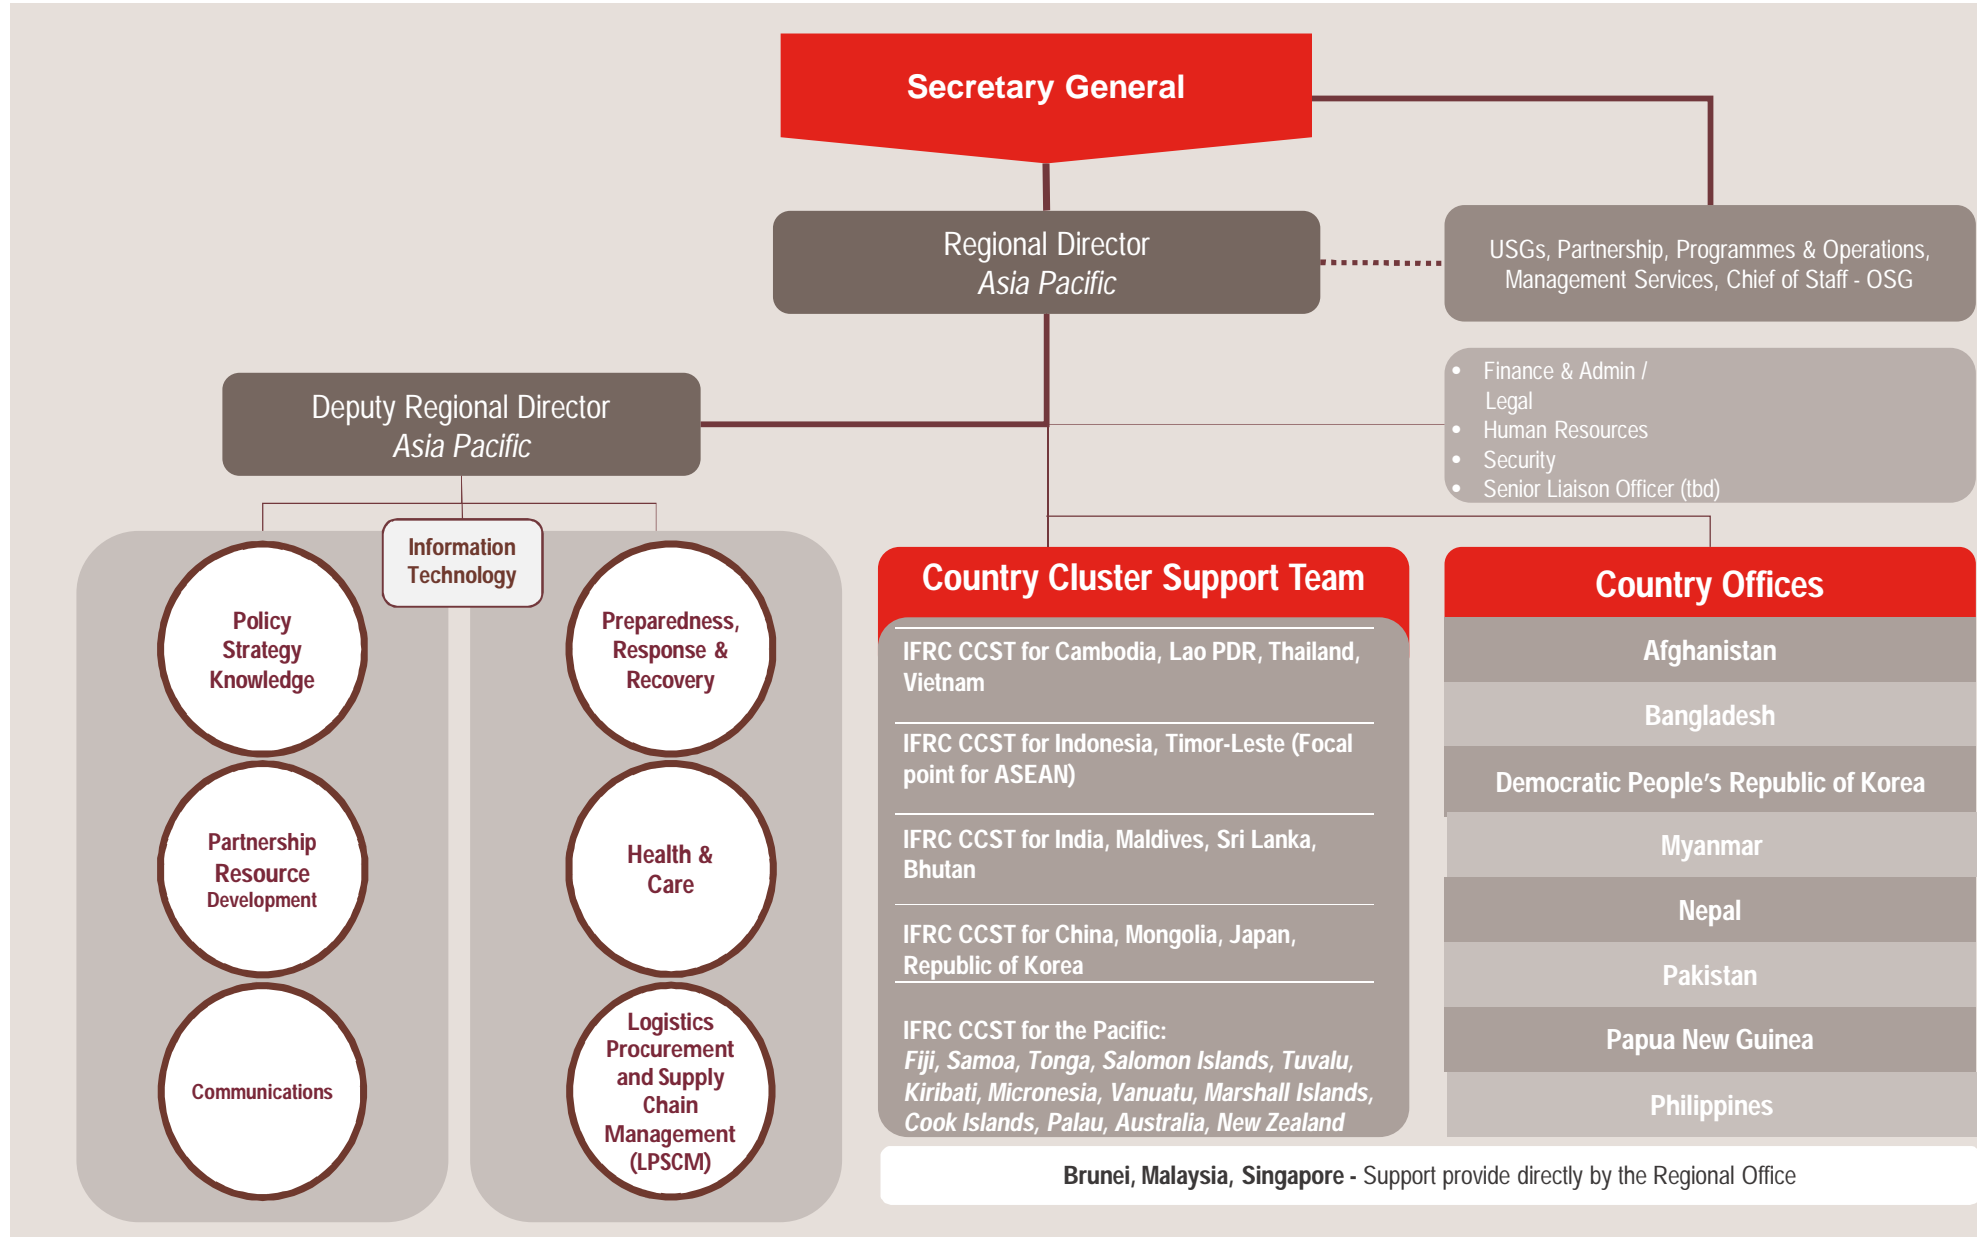 Secretary General
Regional Director
Asia Pacific
USGs, Partnership, Programmes & Operations,
Management Services, Chief of Staff - OSG
• Finance & Admin /
Legal
• Human Resources
• Security
• Senior Liaison Officer (tbd)
Deputy Regional Director
Asia Pacific
Information
Technology
Policy
Strategy
Knowledge
Partnership
Resource
Development
Communications
Preparedness,
Response &
Recovery
Health &
Care
Logistics
Procurement
and Supply
Chain
Management
(LPSCM)
Country Cluster Support Team
IFRC CCST for Cambodia, Lao PDR, Thailand,
Vietnam
IFRC CCST for Indonesia, Timor-Leste (Focal
point for ASEAN)
IFRC CCST for India, Maldives, Sri Lanka,
Bhutan
IFRC CCST for China, Mongolia, Japan,
Republic of Korea
IFRC CCST for the Pacific:
Fiji, Samoa, Tonga, Salomon Islands, Tuvalu,
Kiribati, Micronesia, Vanuatu, Marshall Islands,
Cook Islands, Palau, Australia, New Zealand
Country Offices
Afghanistan
Bangladesh
Democratic People's Republic of Korea
Myanmar
Nepal
Pakistan
Papua New Guinea
Philippines
Brunei, Malaysia, Singapore - Support provide directly by the Regional Office